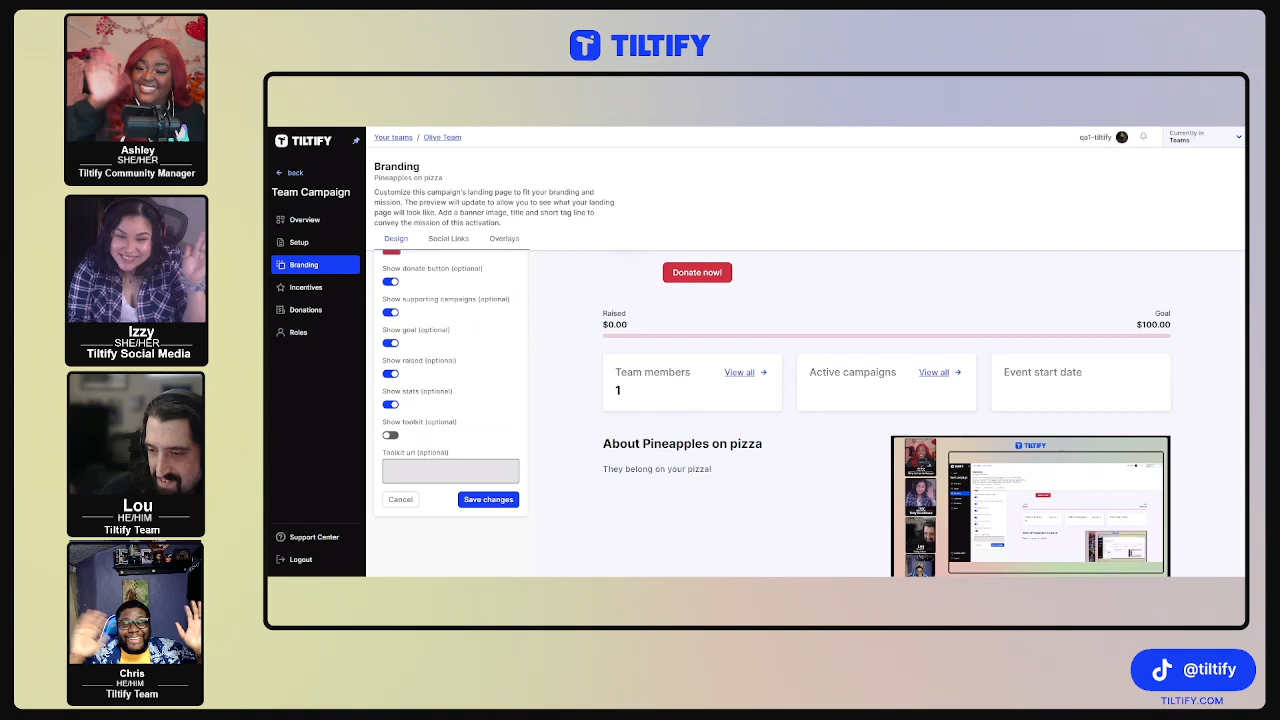 TILTIFY
Ashley
SHE/HER
Tiltify Community Manager
Izzy
SHE/HER
Tiltify Social Media
Lou
HE/HIM
Tiltify Team
Chris
HE/HIM
Tiltify Team
TILTIFY
back
Team Campaign
Overview
Setup
Branding
Incentives
Donations
Roles
Support Center
Logout
Your teams / Olive Team
qa1-tiltify
Currently in
Teams
Branding
Pineapples on pizza
Customize this campaign's landing page to fit your branding and
mission. The preview will update to allow you to see what your landing
page will look like. Add a banner image, title and short tag line to
convey the mission of this activation.
Design Social Links Overlays
Show donate button (optional)
Show supporting campaigns (optional)
Show goal (optional)
Show raised (optional)
Show stats (optional)
Show toolkit (optional)
Toolkit url (optional)
Cancel Save changes
Donate now!
Raised Goal
$0.00 $100.00
Team members View all
1
Active campaigns View all
Event start date
About Pineapples on pizza
They belong on your pizza!
TILTIFY
@tiltify
TILTIFY.COM